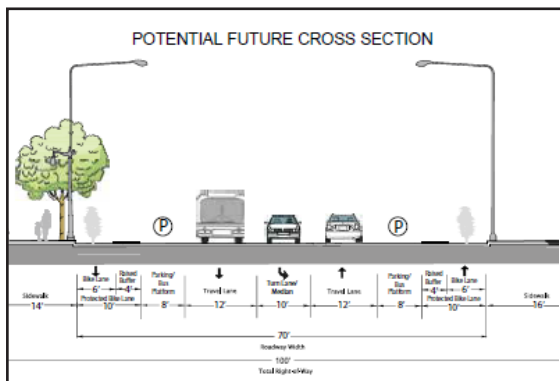 POTENTIAL FUTURE CROSS SECTION
P
P
Sidewalk
14'
Bike Lane
6'
Raised
Buffer
4'
Protected Bike Lane
10'
Parking/
Bus
Platform
8'
Travel Lane
12'
Turn Lane/
Median
10'
Travel Lane
12'
Parking/
Bus
Platform
8'
Raised
Buffer
4'
Bike Lane
6'
Protected Bike Lane
10'
Sidewalk
16'
70'
Roadway Width
100'
Total Right-of-Way